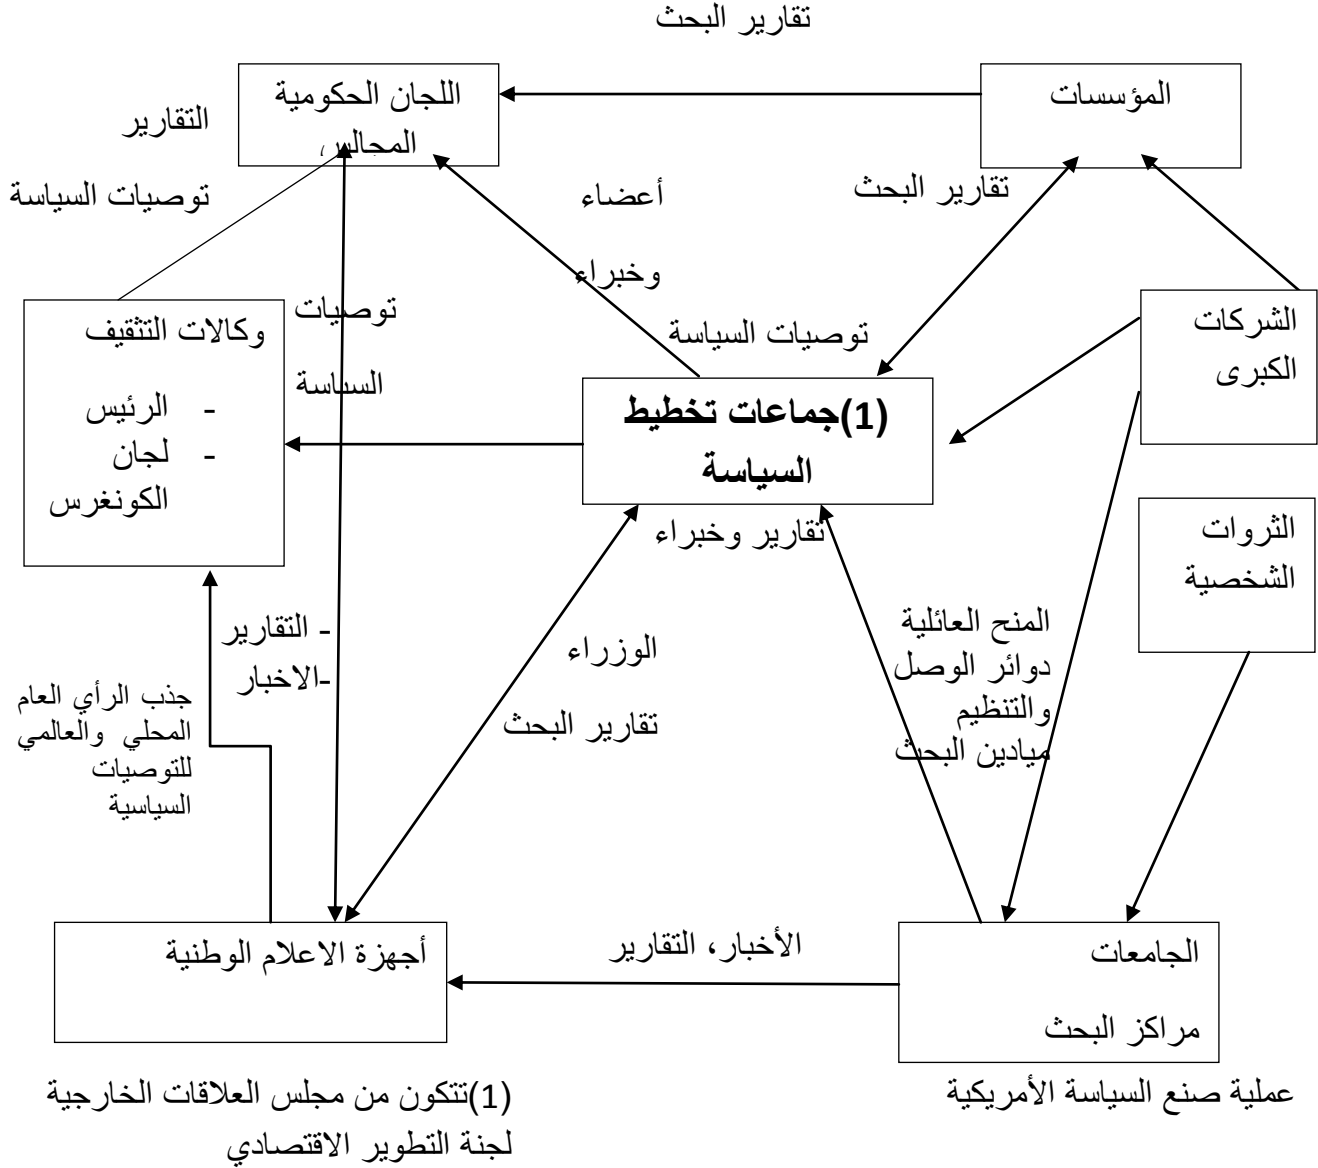 تقارير البحث
المؤسسات
اللجان الحكومية
المجالس
التقارير
توصيات السياسة
تقارير البحث
أعضاء
وخبراء
توصيات السياسة
توصيات
السياسة
الشركات
الكبرى
وكالات التثقيف
- الرئيس
- لجان
الكونغرس
(1)جماعات تخطيط
السياسة
تقارير وخبراء
الثروات
الشخصية
المنح العائلية
دوائر الوصل
والتنظيم
ميادين البحث
الوزراء
تقارير البحث
- التقارير
-الاخبار
جذب الرأي العام
المحلي والعالمي
للتوصيات
السياسية
الأخبار، التقارير
الجامعات
مراكز البحث
أجهزة الاعلام الوطنية
عملية صنع السياسة الأمريكية
(1)تتكون من مجلس العلاقات الخارجية
لجنة التطوير الاقتصادي